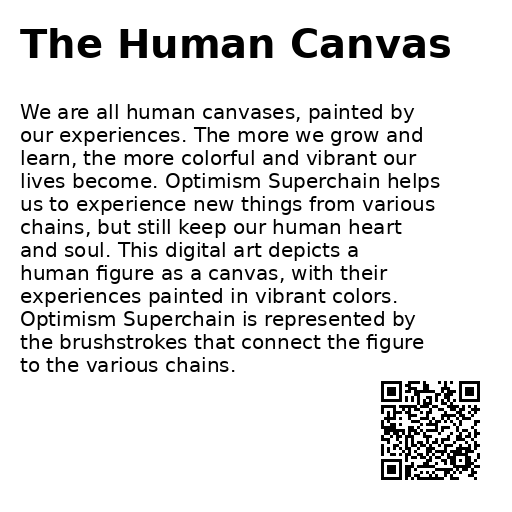 The Human Canvas
We are all human canvases, painted by
our experiences. The more we grow and
learn, the more colorful and vibrant our
lives become. Optimism Superchain helps
us to experience new things from various
chains, but still keep our human heart
and soul. This digital art depicts a
human figure as a canvas, with their
experiences painted in vibrant colors.
Optimism Superchain is represented by
the brushstrokes that connect the figure
to the various chains.